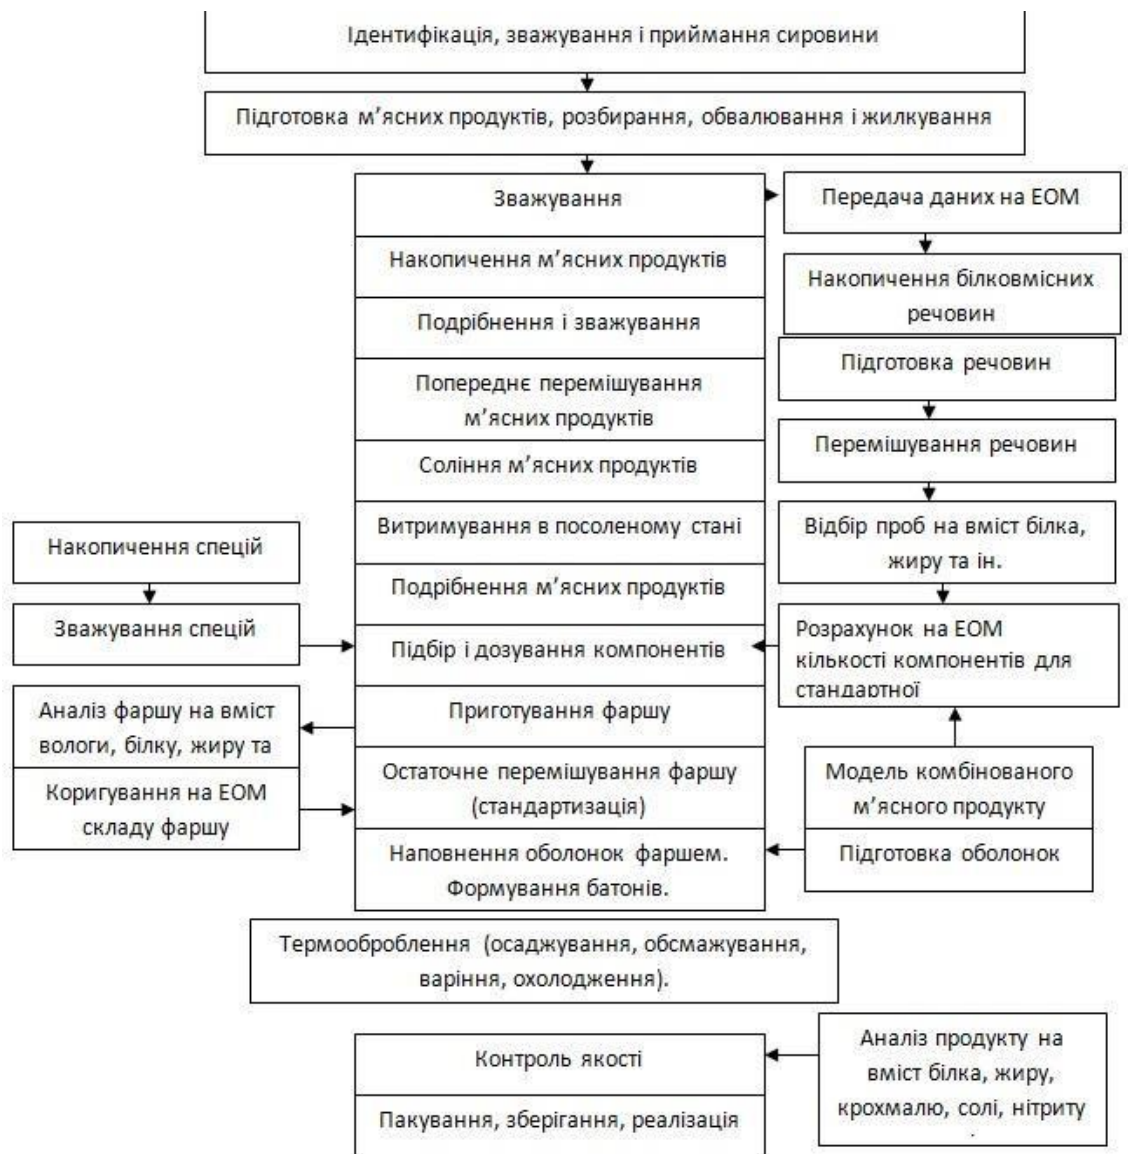 Ідентифікація, зважування і приймання сировини
Підготовка м’ясних продуктів, розбирання, обвалювання і жилкування
Зважування
Передача даних на ЕОМ
Накопичення м’ясних продуктів
Накопичення білковмісних
речовин
Подрібнення і зважування
Підготовка речовин
Попереднє перемішування
м’ясних продуктів
Перемішування речовин
Соління м’ясних продуктів
Витримування в посоленому стані
Відбір проб на вміст білка,
жиру та ін.
Накопичення спецій
Подрібнення м’ясних продуктів
Зважування спецій
Підбір і дозування компонентів
Розрахунок на ЕОМ
кількості компонентів для
стандартної
Аналіз фаршу на вміст
вологи, білку, жиру та
Приготування фаршу
Коригування на ЕОМ
складу фаршу
Остаточне перемішування фаршу
(стандартизація)
Модель комбінованого
м’ясного продукту
Наповнення оболонок фаршем.
Формування батонів.
Підготовка оболонок
Термооброблення (осаджування, обсмажування,
варіння, охолодження).
Контроль якості
Аналіз продукту на
вміст білка, жиру,
крохмалю, солі, нітриту
Пакування, зберігання, реалізація